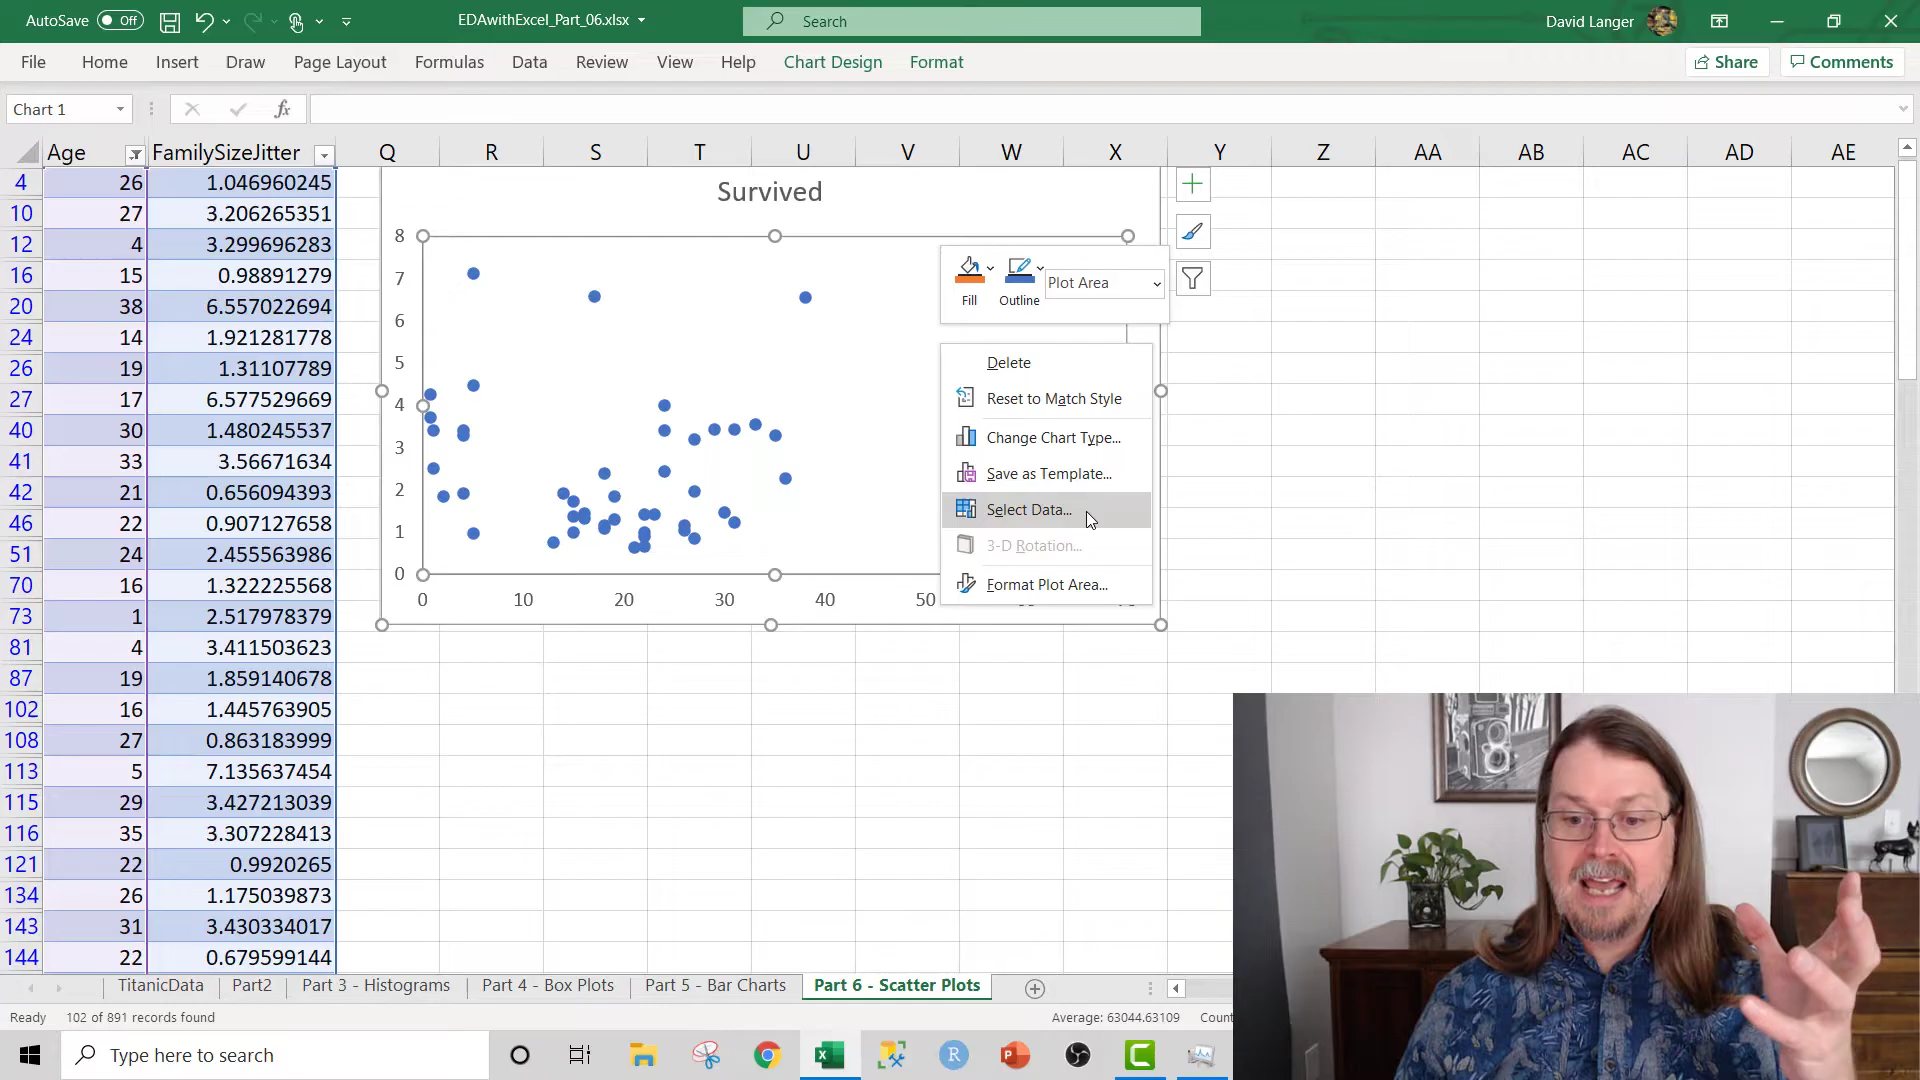 AutoSave Off
EDAwithExcel_Part_06.xlsx
Search
David Langer
File Home Insert Draw Page Layout Formulas Data Review View Help Chart Design Format
Share Comments
Chart 1
fx
Age FamilySizeJitter Q R S T U V W X Y Z AA AB AC AD AE
4 26 1.046960245
10 27 3.206265351
12 4 3.299696283
16 15 0.98891279
20 38 6.557022694
24 14 1.921281778
26 19 1.31107789
27 17 6.577529669
40 30 1.480245537
41 33 3.56671634
42 21 0.656094393
46 22 0.907127658
51 24 2.455563986
70 16 1.322225568
73 1 2.517978379
81 4 3.411503623
87 19 1.859140678
102 16 1.445763905
108 27 0.863183999
113 5 7.135637454
115 29 3.427213039
116 35 3.307228413
121 22 0.9920265
134 26 1.175039873
143 31 3.430334017
144 22 0.679599144
Survived
8
7
6
5
4
3
2
1
0
0 10 20 30 40 50
Fill Outline Plot Area
Delete
Reset to Match Style
Change Chart Type...
Save as Template...
Select Data...
3-D Rotation...
Format Plot Area...
TitanicData Part2 Part 3 - Histograms Part 4 - Box Plots Part 5 - Bar Charts Part 6 - Scatter Plots
Ready 102 of 891 records found
Average: 63044.63109 Count
Type here to search